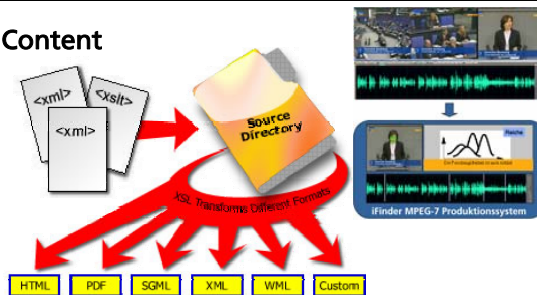 Content
<xml>
<xslt>
<xml>
Source
Directory
XSL Transforms Different Formats
HTML
PDF
SGML
XML
WML
Custom
Reiche
iFinder MPEG-7 Produktionssystem